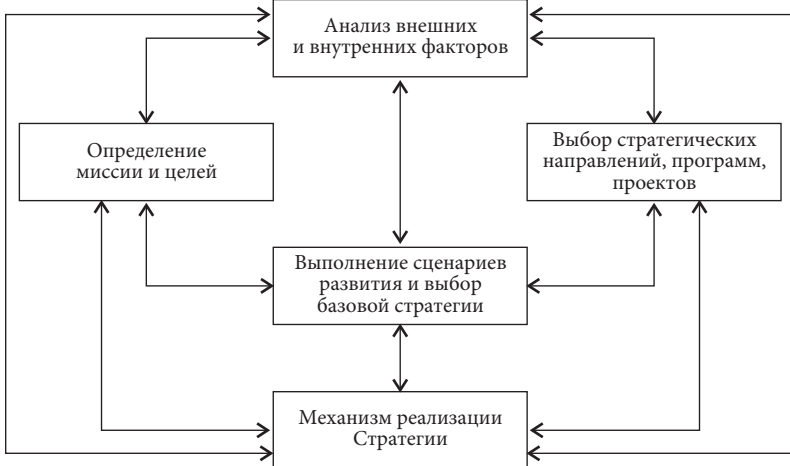 Анализ внешних
и внутренних факторов
Определение
миссии и целей
Выбор стратегических
направлений, программ,
проектов
Выполнение сценариев
развития и выбор
базовой стратегии
Механизм реализации
Стратегии